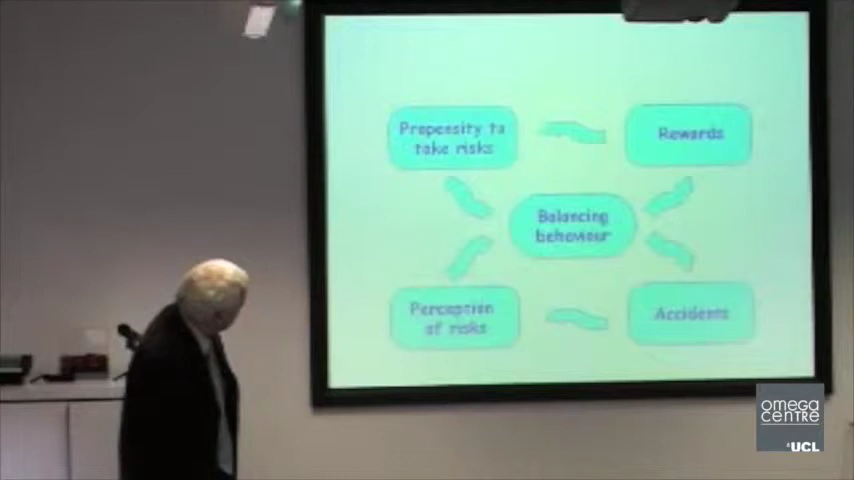 Propensity to
take risks
Rewards
Balancing
behaviour
Perception
of risks
Accidents
omega
centre
UCL